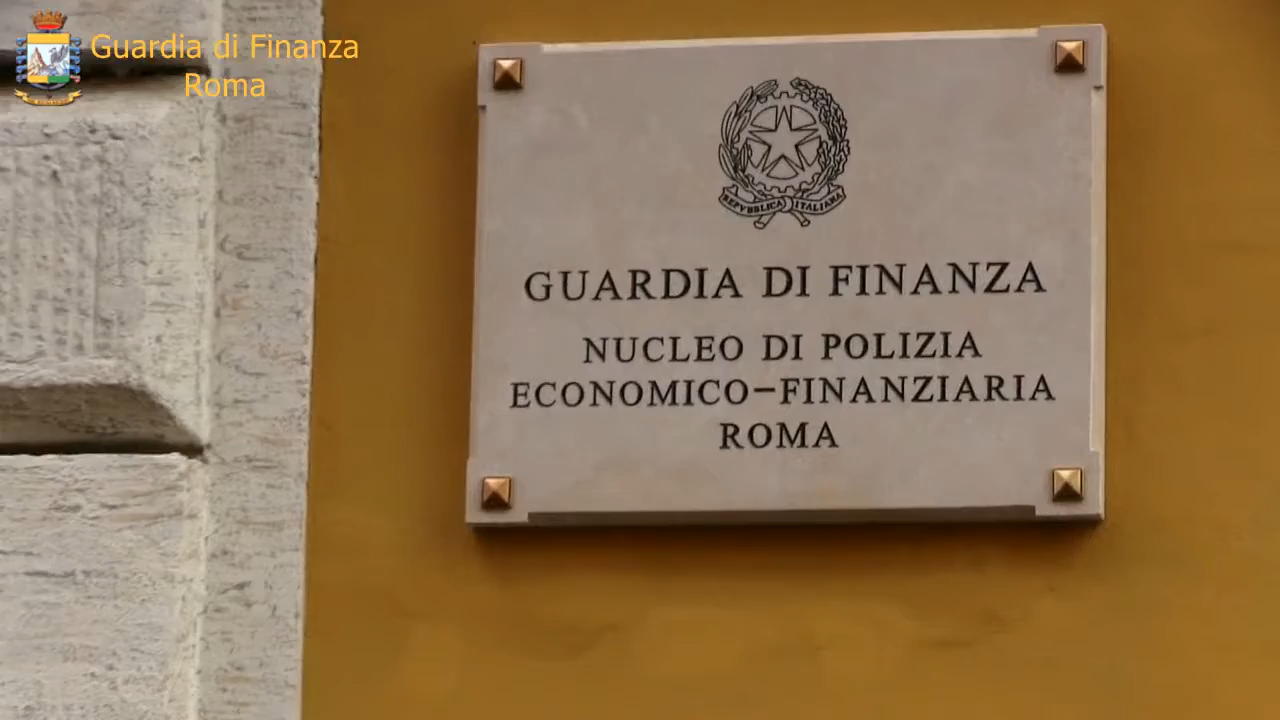 Guardia di Finanza
Roma
REPVBBLICA ITALIANA
GUARDIA DI FINANZA
NUCLEO DI POLIZIA
ECONOMICO-FINANZIARIA
ROMA